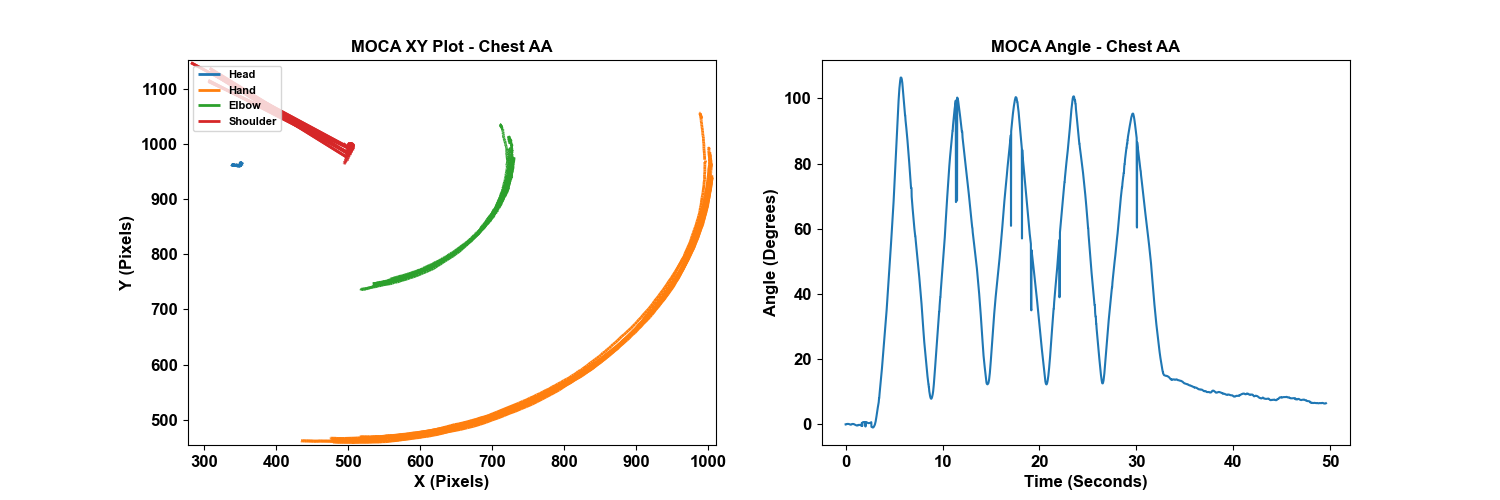 MOCA XY Plot - Chest AA
Head
Hand
Elbow
Shoulder
1100
1000
900
800
700
600
500
Y (Pixels)
300 400 500 600 700 800 900 1000
X (Pixels)
MOCA Angle - Chest AA
100
80
60
40
20
0
Angle (Degrees)
0 10 20 30 40 50
Time (Seconds)